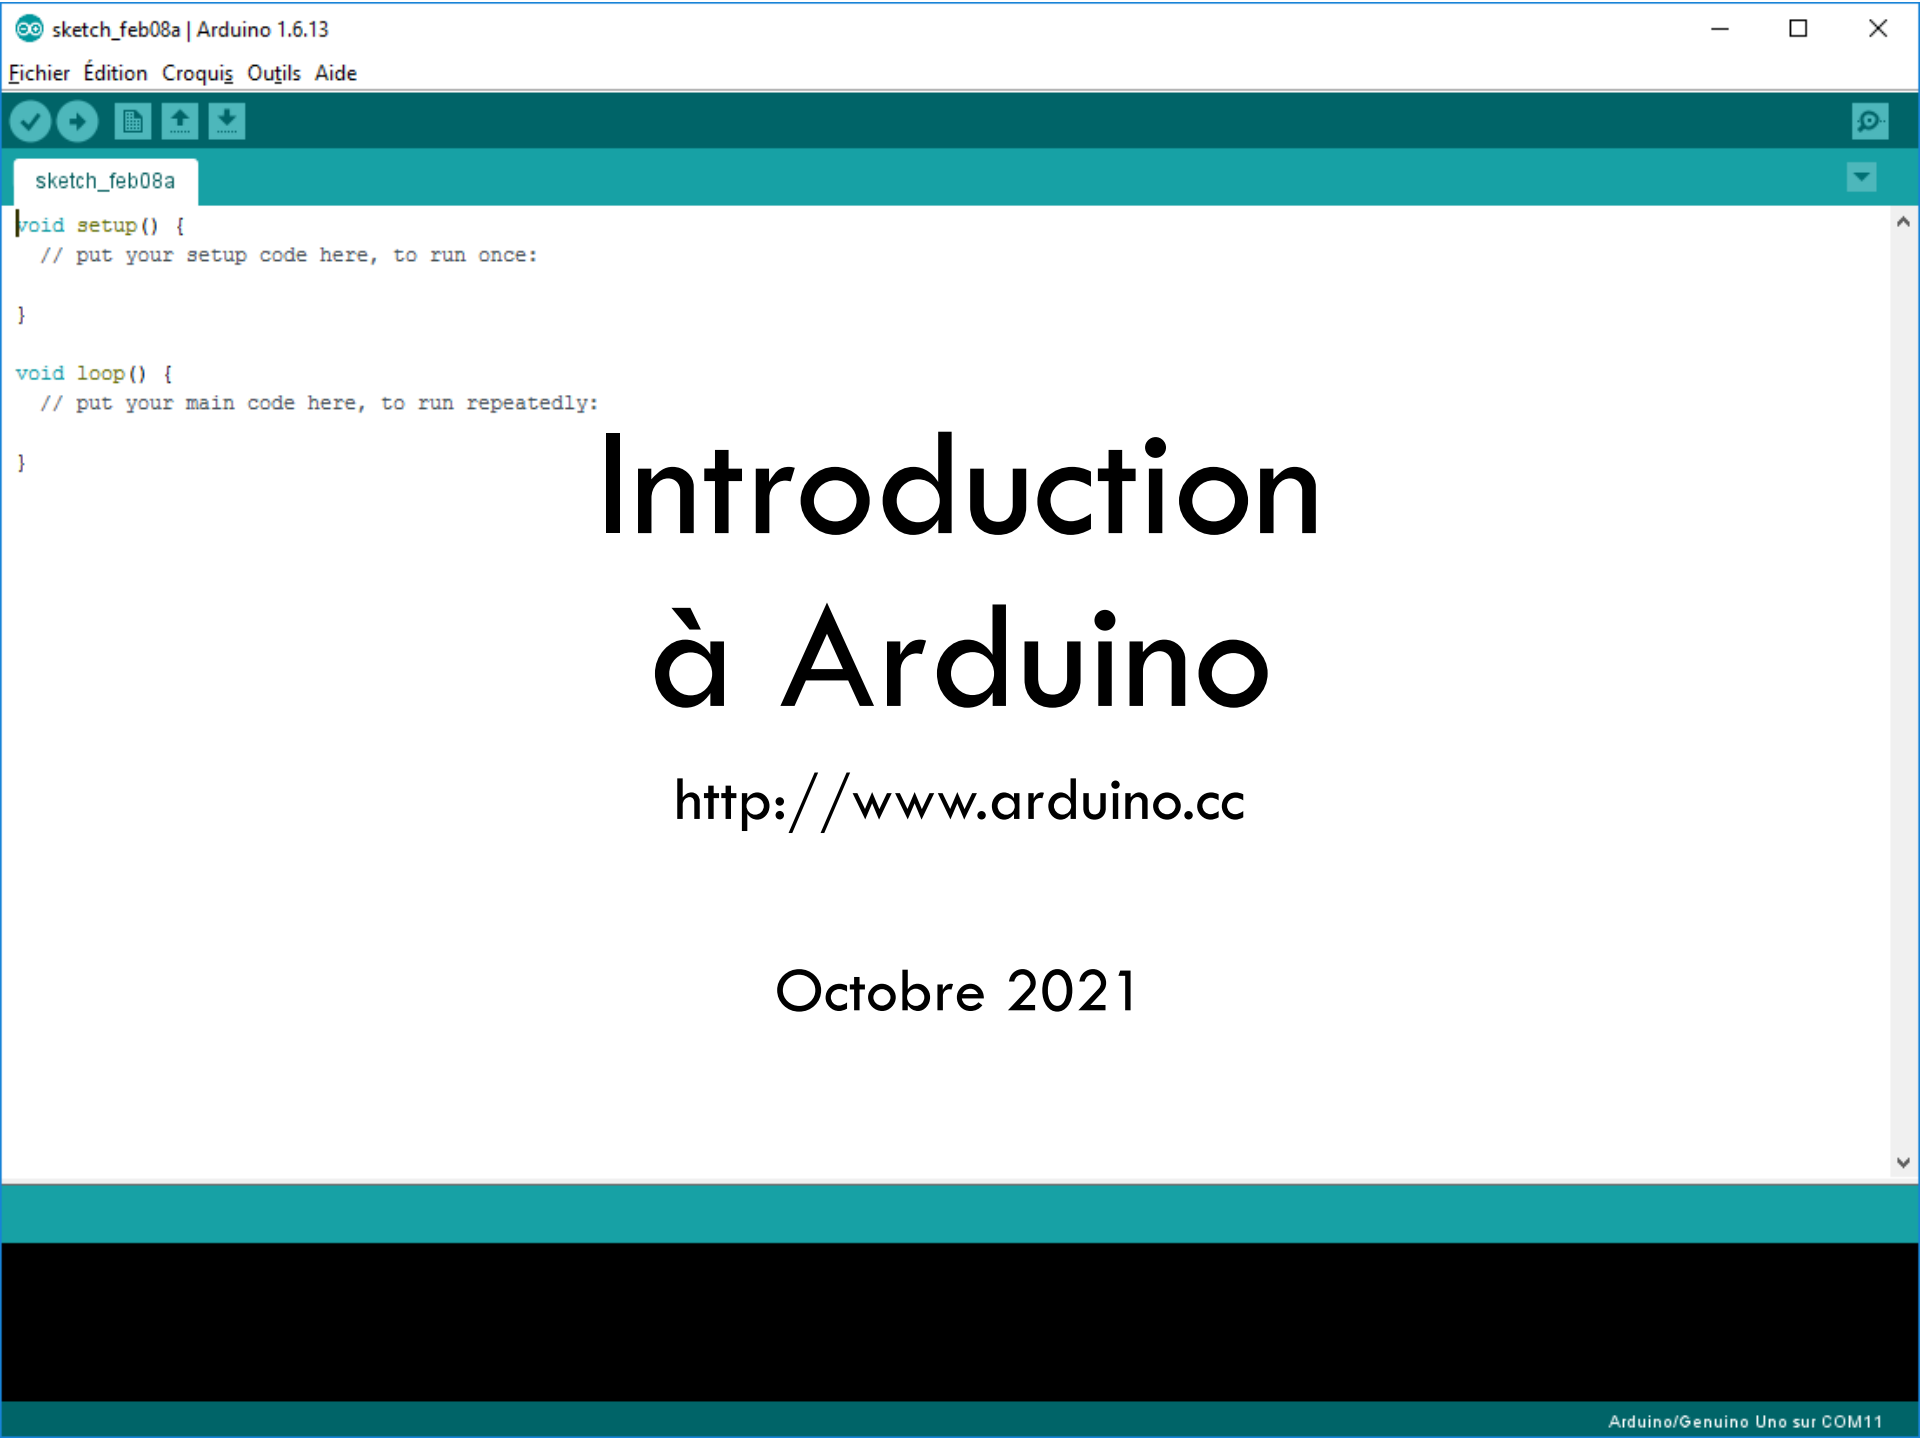 sketch_feb08a | Arduino 1.6.13
Fichier Édition Croquis Outils Aide
sketch_feb08a
void setup() {
  // put your setup code here, to run once:
}
void loop() {
  // put your main code here, to run repeatedly:
}
Introduction
à Arduino
http://www.arduino.cc
Octobre 2021
Arduino/Genuino Uno sur COM11